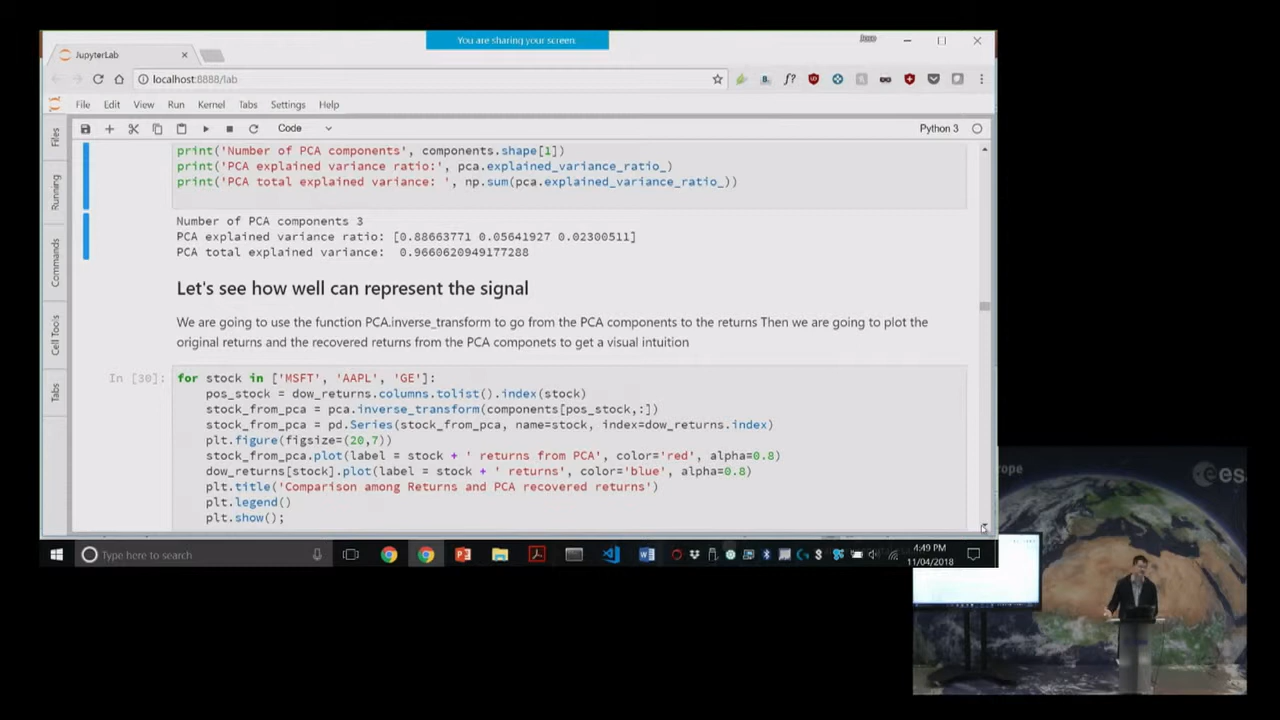 You are sharing your screen
JupyterLab
Jose
localhost:8888/lab
File Edit View Run Kernel Tabs Settings Help
Code
Python 3
Files
Running
Commands
Cell Tools
Tabs
print('Number of PCA components', components.shape[1])
print('PCA explained variance ratio:', pca.explained_variance_ratio_)
print('PCA total explained variance: ', np.sum(pca.explained_variance_ratio_))
Number of PCA components 3
PCA explained variance ratio: [0.88663771 0.05641927 0.02300511]
PCA total explained variance:  0.9660620949177288
Let's see how well can represent the signal
We are going to use the function PCA.inverse_transform to go from the PCA components to the returns Then we are going to plot the
original returns and the recovered returns from the PCA componets to get a visual intuition
In [30]:
for stock in ['MSFT', 'AAPL', 'GE']:
pos_stock = dow_returns.columns.tolist().index(stock)
stock_from_pca = pca.inverse_transform(components[pos_stock,:])
stock_from_pca = pd.Series(stock_from_pca, name=stock, index=dow_returns.index)
plt.figure(figsize=(20,7))
stock_from_pca.plot(label = stock + ' returns from PCA', color='red', alpha=0.8)
dow_returns[stock].plot(label = stock + ' returns', color='blue', alpha=0.8)
plt.title('Comparison among Returns and PCA recovered returns')
plt.legend()
plt.show();
Type here to search
4:49 PM
11/04/2018
rope
es